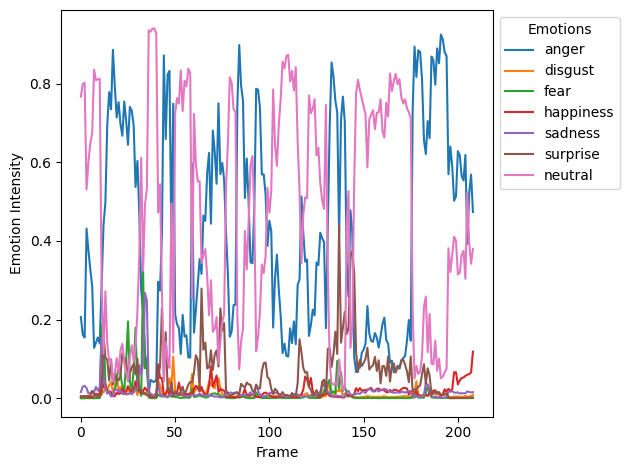 Emotions
anger
disgust
fear
happiness
sadness
surprise
neutral
Emotion Intensity
0.8
0.6
0.4
0.2
0.0
0 50 100 150 200
Frame